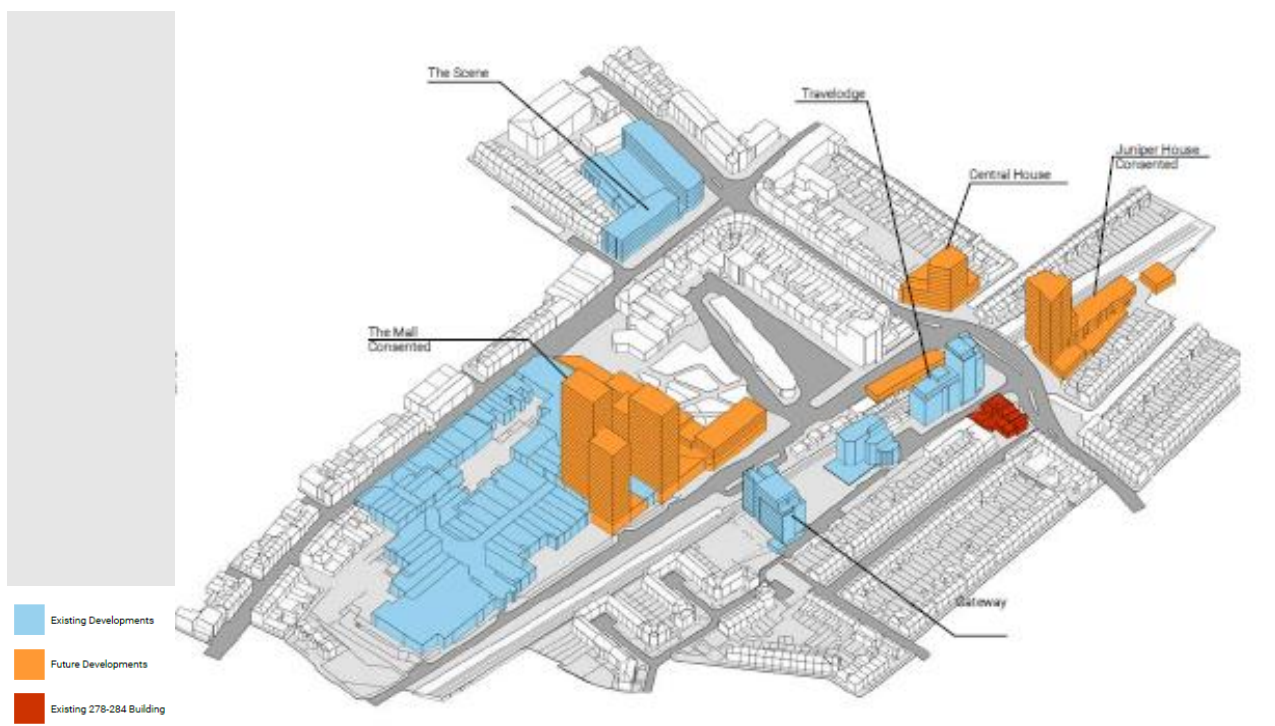 The Scene
Travelodge
Juniper House
Consented
Central House
The Mall
Consented
Gateway
Existing Developments
Future Developments
Existing 278-284 Building